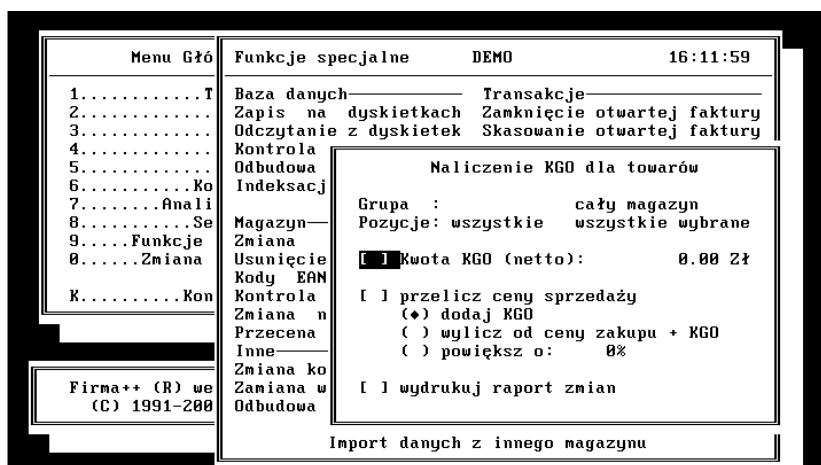 Menu Głó
1............T
2.............
3.............
4.............
5.............
6...........Ko
7........Anali
8...........Se
9.....Funkcje
0......Zmiana
K..........Kon
Firma++ (R) we
(C) 1991-200
Funkcje specjalne DEMO 16:11:59
Baza danych Transakcje
Zapis na dyskietkach Zamknięcie otwartej faktury
Odczytanie z dyskietek Skasowanie otwartej faktury
Kontrola
Odbudowa
Indeksacj
Magazyn
Zmiana
Usunięcie
Kody EAN
Kontrola
Zmiana n
Przecena
Inne
Zmiana ko
Zamiana w
Odbudowa
Naliczenie KGO dla towarów
Grupa : cały magazyn
Pozycje: wszystkie wszystkie wybrane
[ ] Kwota KGO (netto): 0.00 Zł
[ ] przelicz ceny sprzedaży
(♦) dodaj KGO
( ) wylicz od ceny zakupu + KGO
( ) powiększ o: 0%
[ ] wydrukuj raport zmian
Import danych z innego magazynu